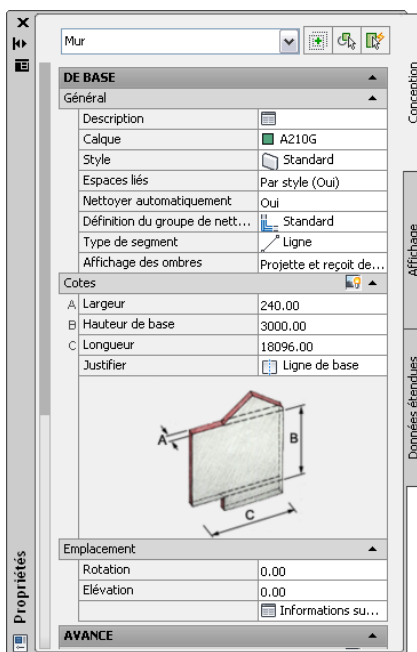 Mur
DE BASE
Général
Description
Calque A210G
Style Standard
Espaces liés Par style (Oui)
Nettoyer automatiquement Oui
Définition du groupe de nett... Standard
Type de segment Ligne
Affichage des ombres Projette et reçoit de...
Cotes
A Largeur 240.00
B Hauteur de base 3000.00
C Longueur 18096.00
Justifier Ligne de base
A
B
C
Emplacement
Rotation 0.00
Elévation 0.00
Informations su...
AVANCE
Propriétés
Conception
Affichage
Données étendues